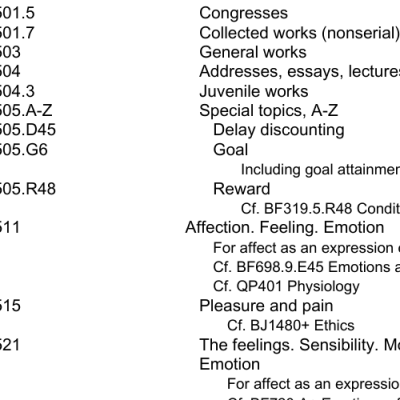 501.5 Congresses
501.7 Collected works (nonserial)
503 General works
504 Addresses, essays, lectures
504.3 Juvenile works
505.A-Z Special topics, A-Z
505.D45 Delay discounting
505.G6 Goal
Including goal
505.R48 Reward
Cf. BF319.5.R48
511 Affection. Feeling. Emotion
For affect as an expression
Cf. BF698.9.E45 Emotions
Cf. QP401 Physiology
515 Pleasure and pain
Cf. BJ1480+ Ethics
521 The feelings. Sensibility.
Emotion
For affect as an